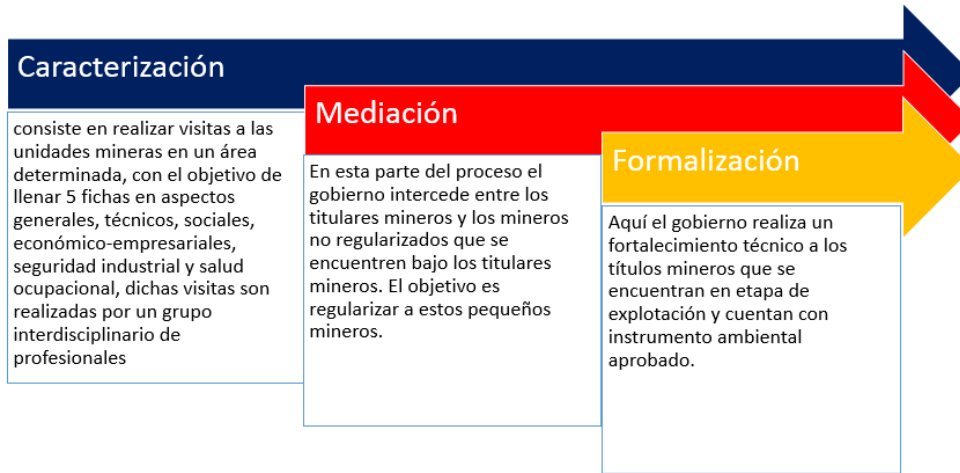 Caracterización
consiste en realizar visitas a las
unidades mineras en un área
determinada, con el objetivo de
llenar 5 fichas en aspectos
generales, técnicos, sociales,
económico-empresariales,
seguridad industrial y salud
ocupacional, dichas visitas son
realizadas por un grupo
interdisciplinario de
profesionales
Mediación
En esta parte del proceso el
gobierno intercede entre los
titulares mineros y los mineros
no regularizados que se
encuentren bajo los titulares
mineros. El objetivo es
regularizar a estos pequeños
mineros.
Formalización
Aquí el gobierno realiza un
fortalecimiento técnico a los
títulos mineros que se
encuentran en etapa de
explotación y cuentan con
instrumento ambiental
aprobado.